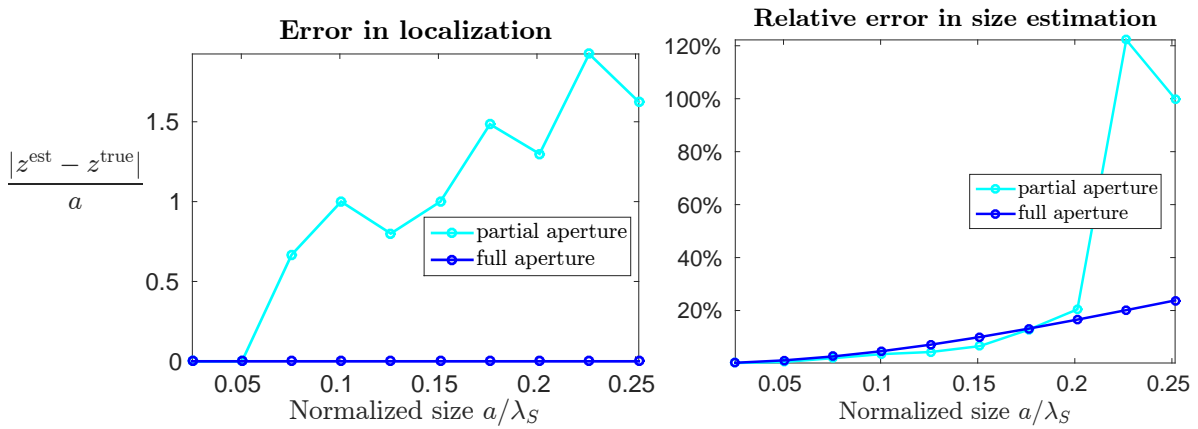 Error in localization
|z^est − z^true|
a
1.5
1
0.5
0
partial aperture
full aperture
0.05 0.1 0.15 0.2 0.25
Normalized size a/λ_S
Relative error in size estimation
120%
100%
80%
60%
40%
20%
partial aperture
full aperture
0.05 0.1 0.15 0.2 0.25
Normalized size a/λ_S